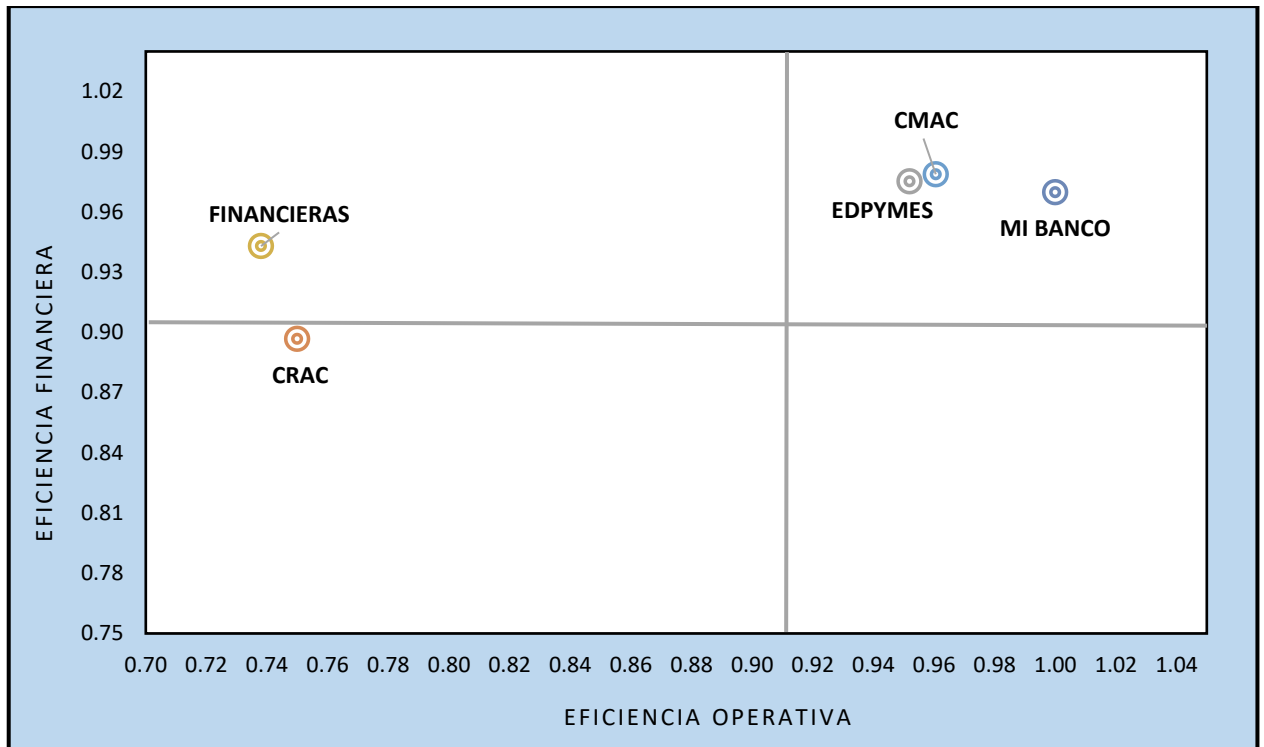 EFICIENCIA FINANCIERA
1.02
0.99
0.96
0.93
0.90
0.87
0.84
0.81
0.78
0.75
CMAC
EDPYMES
FINANCIERAS
MI BANCO
CRAC
0.70 0.72 0.74 0.76 0.78 0.80 0.82 0.84 0.86 0.88 0.90 0.92 0.94 0.96 0.98 1.00 1.02 1.04
EFICIENCIA OPERATIVA